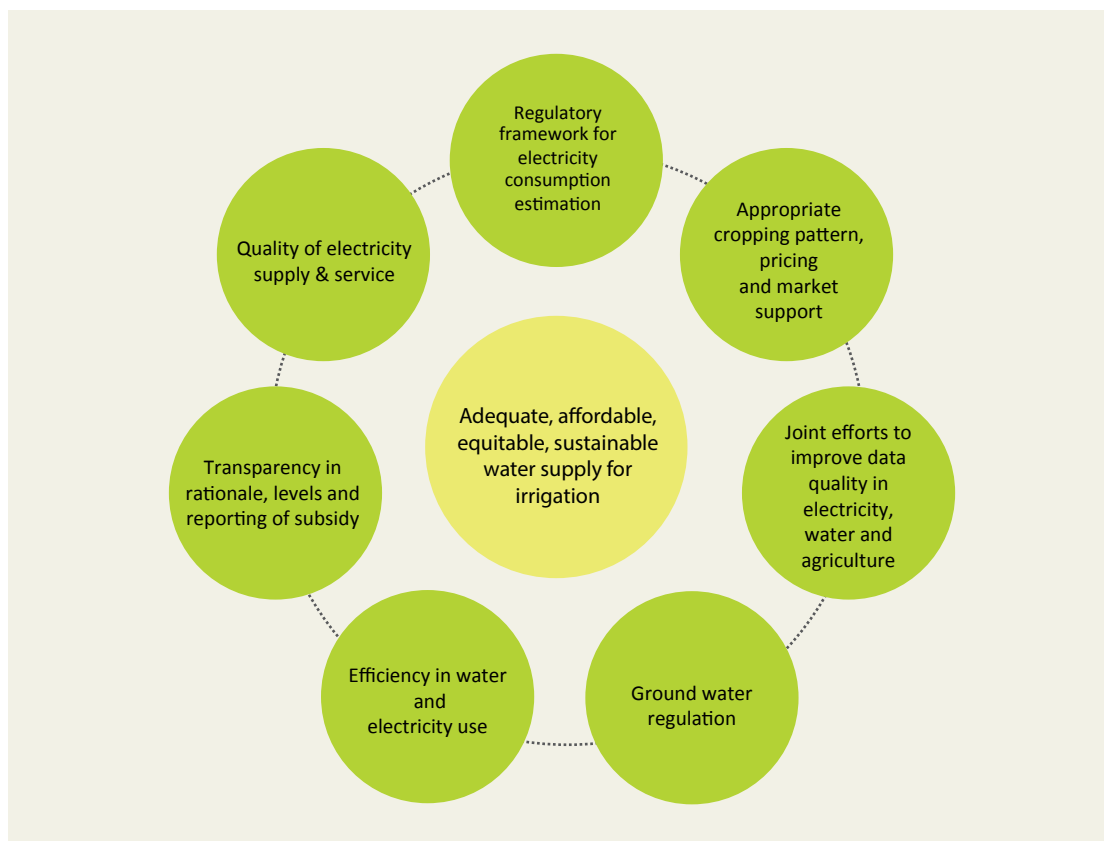 Regulatory
framework for
electricity
consumption
estimation
Appropriate
cropping pattern,
pricing
and market
support
Joint efforts to
improve data
quality in
electricity,
water and
agriculture
Ground water
regulation
Efficiency in water
and
electricity use
Transparency in
rationale, levels and
reporting of subsidy
Quality of electricity
supply & service
Adequate, affordable,
equitable, sustainable
water supply for
irrigation